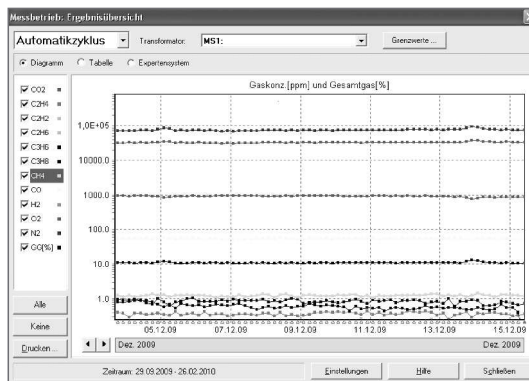 Messbetrieb: Ergebnisübersicht
Automatikzyklus Transformator: MS1: Grenzwerte ...
Diagramm Tabelle Expertensystem
Gaskonz.[ppm] und Gesamtgas[%]
CO2
C2H4
C2H2
C2H6
C3H6
C3H8
CH4
CO
H2
O2
N2
GG[%]
1,0E+05
10000.0
1000.0
100.0
10.0
1.0
05.12.09 07.12.09 09.12.09 11.12.09 13.12.09 15.12.09
Alle
Keine
Drucken ...
Dez. 2009 Dez. 2009
Zeitraum: 29.09.2009 - 26.02.2010 Einstellungen Hilfe Schließen